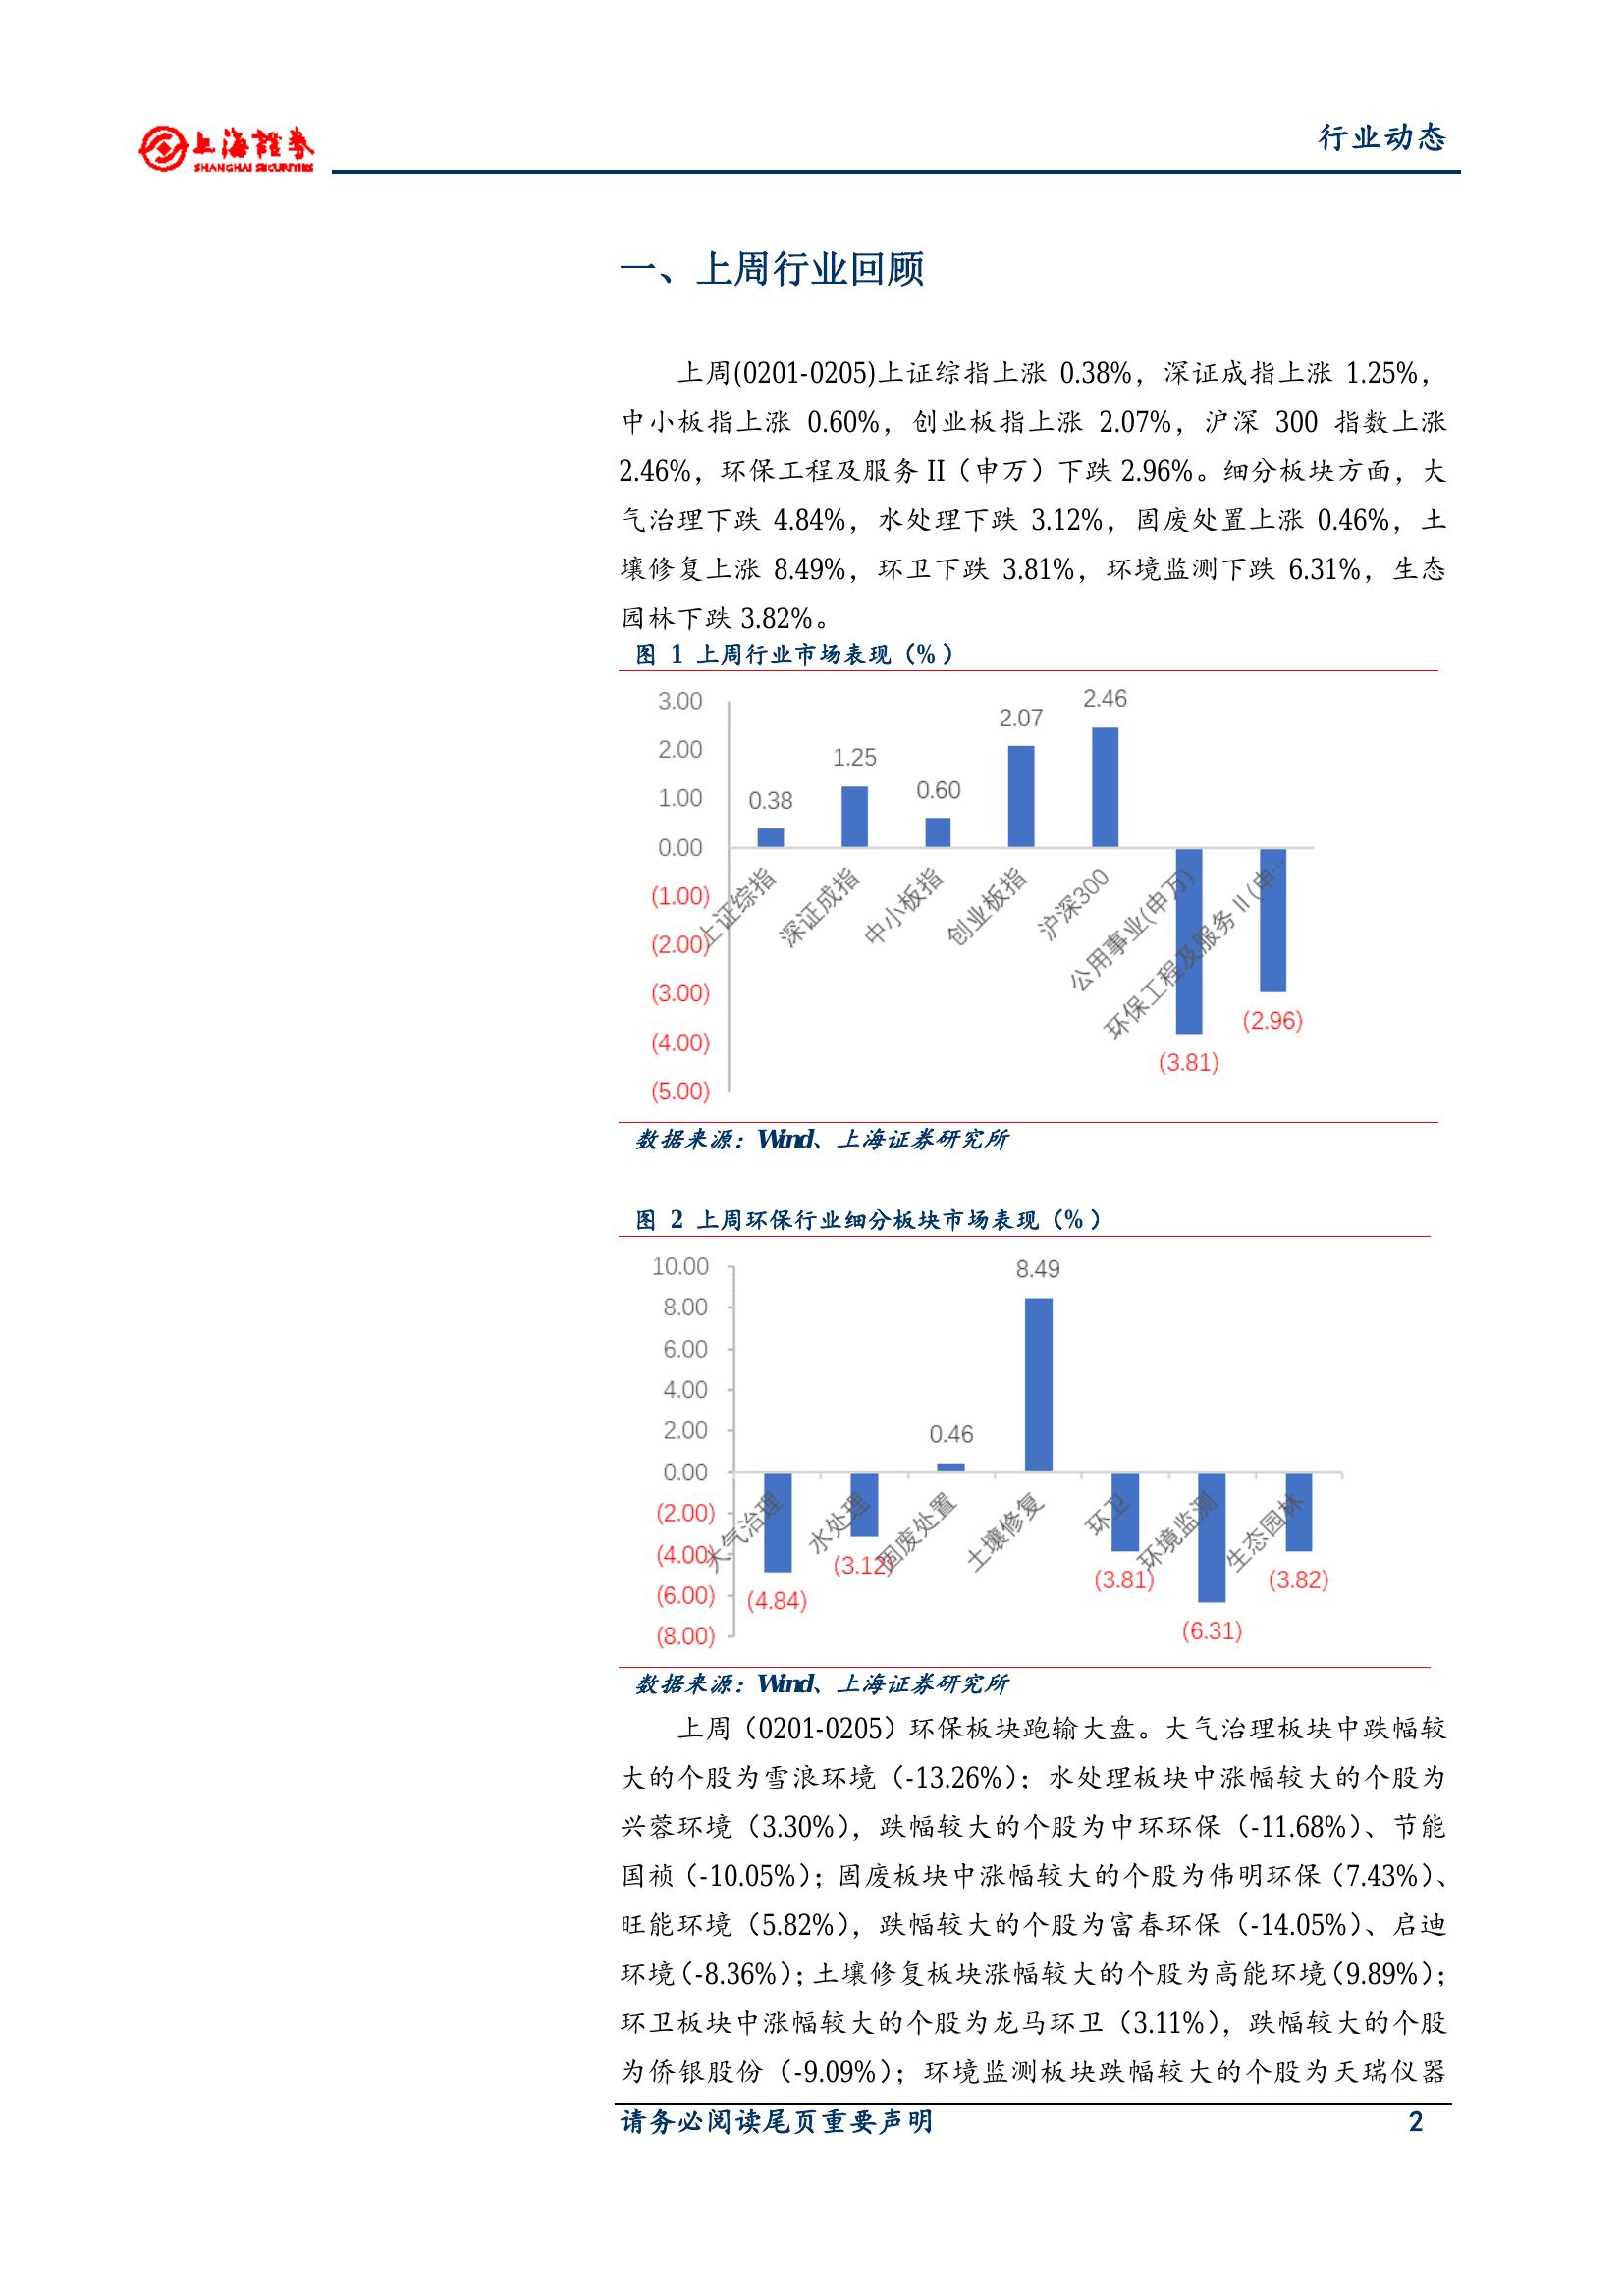 上海證券
SHANGHAI SECURITIES
行业动态
一、上周行业回顾
上周(0201-0205)上证综指上涨 0.38%，深证成指上涨 1.25%，
中小板指上涨 0.60%，创业板指上涨 2.07%，沪深 300 指数上涨
2.46%，环保工程及服务 II（申万）下跌 2.96%。细分板块方面，大
气治理下跌 4.84%，水处理下跌 3.12%，固废处置上涨 0.46%，土
壤修复上涨 8.49%，环卫下跌 3.81%，环境监测下跌 6.31%，生态
园林下跌 3.82%。
图 1 上周行业市场表现（%）
3.00
2.00
1.00
0.00
(1.00)
(2.00)
(3.00)
(4.00)
(5.00)
0.38
1.25
0.60
2.07
2.46
(3.81)
(2.96)
上证综指
深证成指
中小板指
创业板指
沪深300
公用事业(申万)
环保工程及服务Ⅱ(申…
数据来源：Wind、上海证券研究所
图 2 上周环保行业细分板块市场表现（%）
10.00
8.00
6.00
4.00
2.00
0.00
(2.00)
(4.00)
(6.00)
(8.00)
(4.84)
(3.12)
0.46
8.49
(3.81)
(6.31)
(3.82)
大气治理
水处理
固废处置
土壤修复
环卫
环境监测
生态园林
数据来源：Wind、上海证券研究所
上周（0201-0205）环保板块跑输大盘。大气治理板块中跌幅较
大的个股为雪浪环境（-13.26%）；水处理板块中涨幅较大的个股为
兴蓉环境（3.30%），跌幅较大的个股为中环环保（-11.68%）、节能
国祯（-10.05%）；固废板块中涨幅较大的个股为伟明环保（7.43%）、
旺能环境（5.82%），跌幅较大的个股为富春环保（-14.05%）、启迪
环境（-8.36%）；土壤修复板块涨幅较大的个股为高能环境（9.89%）；
环卫板块中涨幅较大的个股为龙马环卫（3.11%），跌幅较大的个股
为侨银股份（-9.09%）；环境监测板块跌幅较大的个股为天瑞仪器
请务必阅读尾页重要声明
2